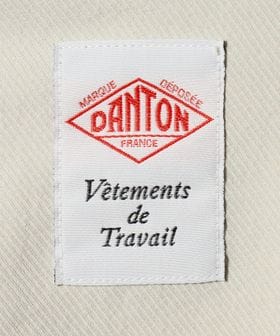 MARQUE DÉPOSÉE
DANTON
FRANCE
Vêtements
de
Travail